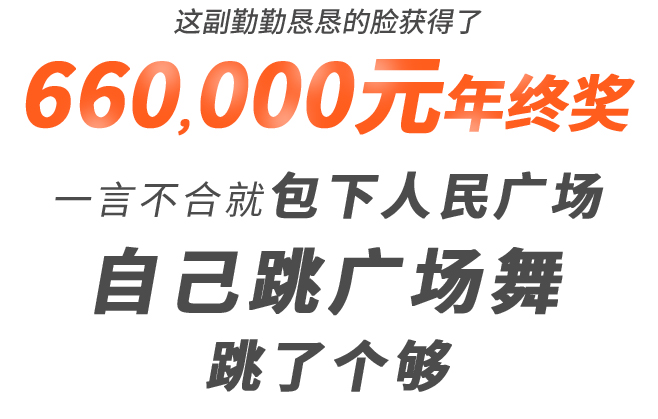 这副勤勤恳恳的脸获得了
660,000元年终奖
一言不合就包下人民广场
自己跳广场舞
跳了个够